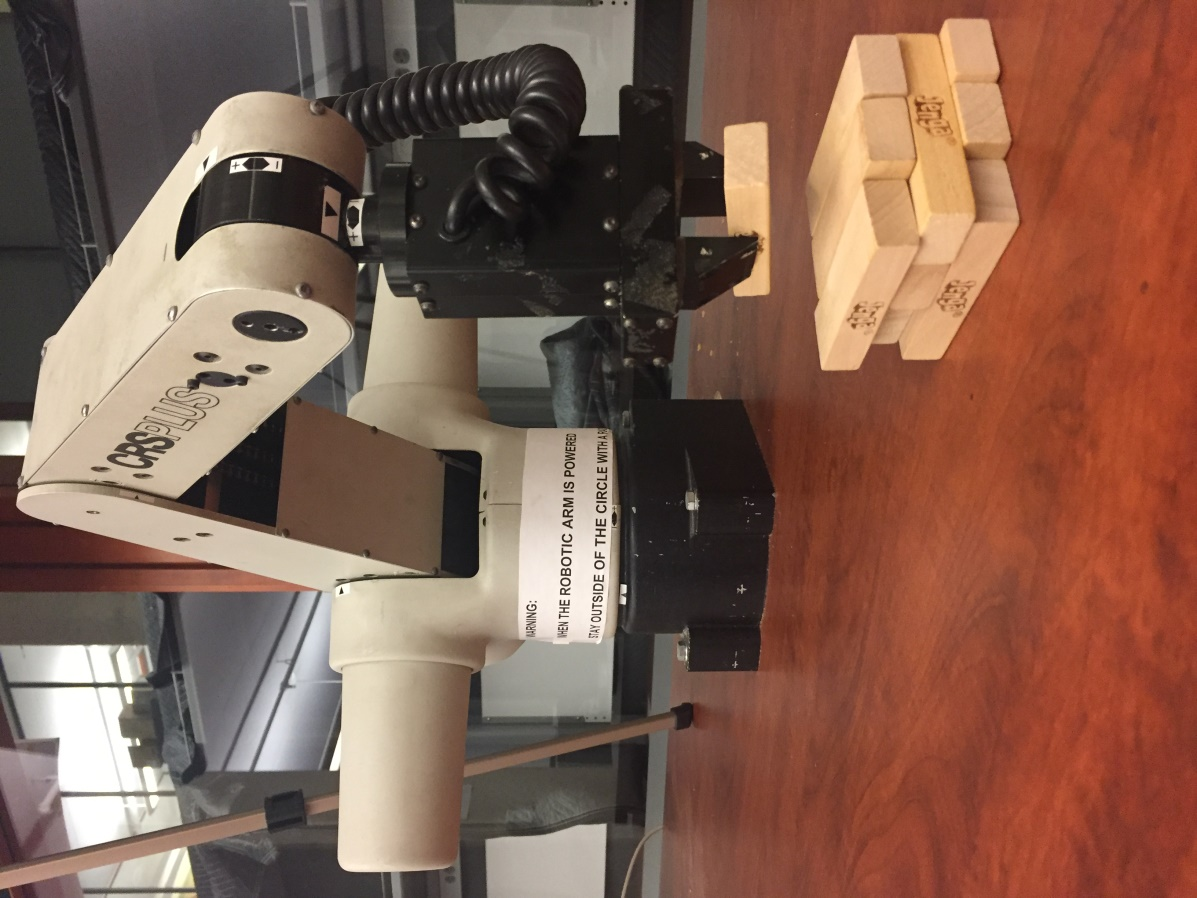 CRSPLUS
WARNING:
WHEN THE ROBOTIC ARM IS POWERED
STAY OUTSIDE OF THE CIRCLE WITH A
Jenga
Jenga
Jenga